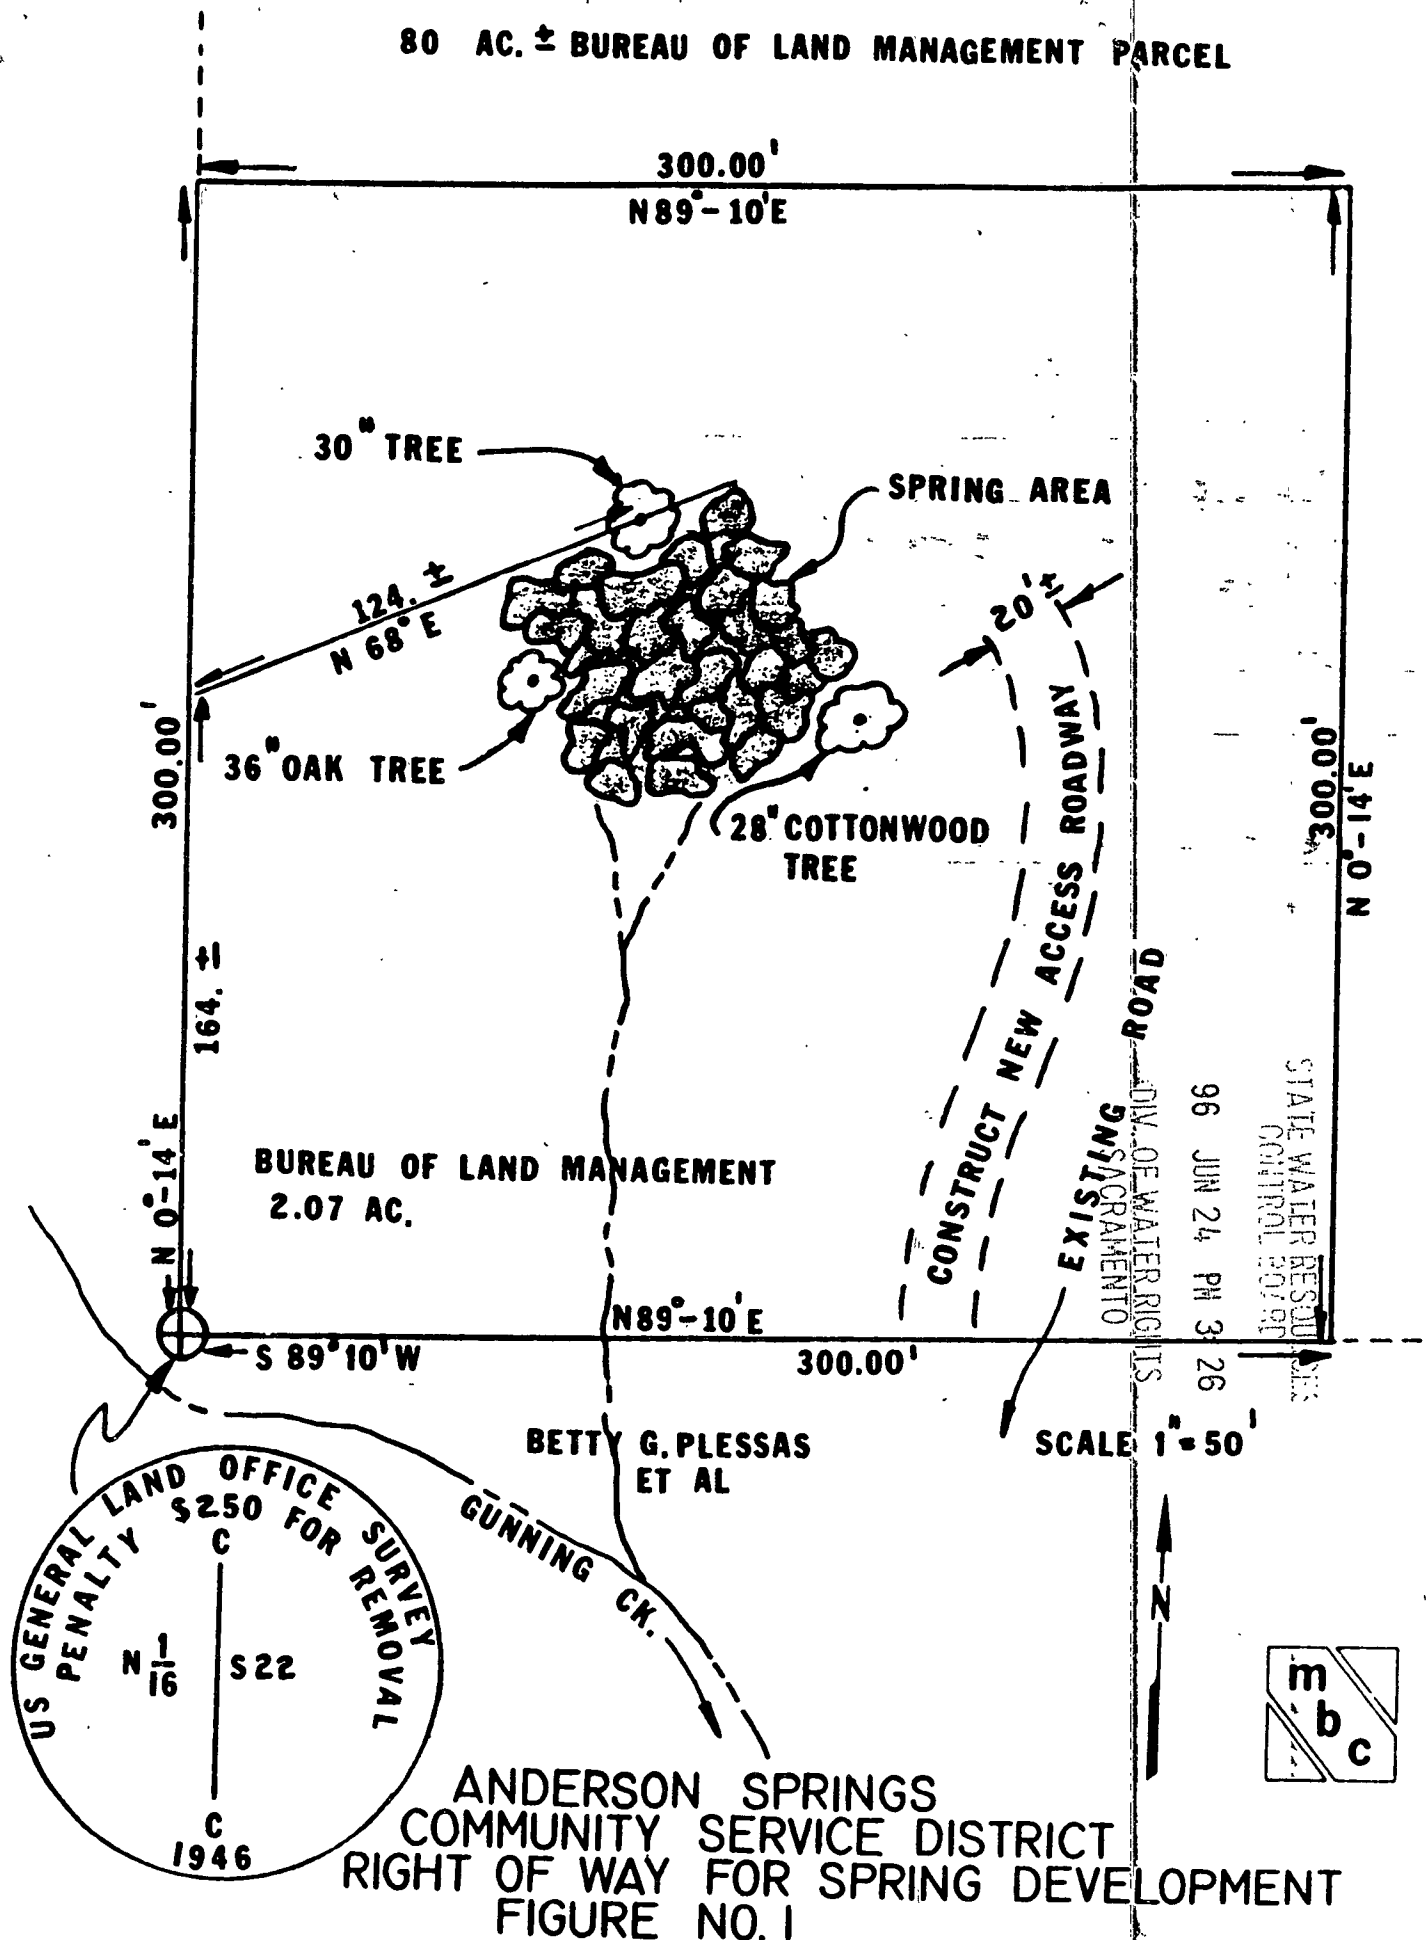 80 AC. ± BUREAU OF LAND MANAGEMENT PARCEL
300.00'
N 89°-10'E
30" TREE
SPRING AREA
124. ±
N 68° E
20' ±
36" OAK TREE
28" COTTONWOOD
TREE
300.00'
164. ±
N 0°-14' E
300.00'
N 0°-14' E
CONSTRUCT NEW ACCESS ROADWAY
EXISTING ROAD
BUREAU OF LAND MANAGEMENT
2.07 AC.
STATE WATER RESOURCES
CONTROL BOARD
96 JUN 24 PM 3:26
DIV. OF WATER RIGHTS
SACRAMENTO
N89°-10'E
S 89°10'W
300.00'
BETTY G. PLESSAS
ET AL
SCALE 1"=50'
GUNNING CK.
N
US GENERAL LAND OFFICE SURVEY
PENALTY $250 FOR REMOVAL
C
N 1/16 S22
C
1946
m
b
c
ANDERSON SPRINGS
COMMUNITY SERVICE DISTRICT
RIGHT OF WAY FOR SPRING DEVELOPMENT
FIGURE NO. 1